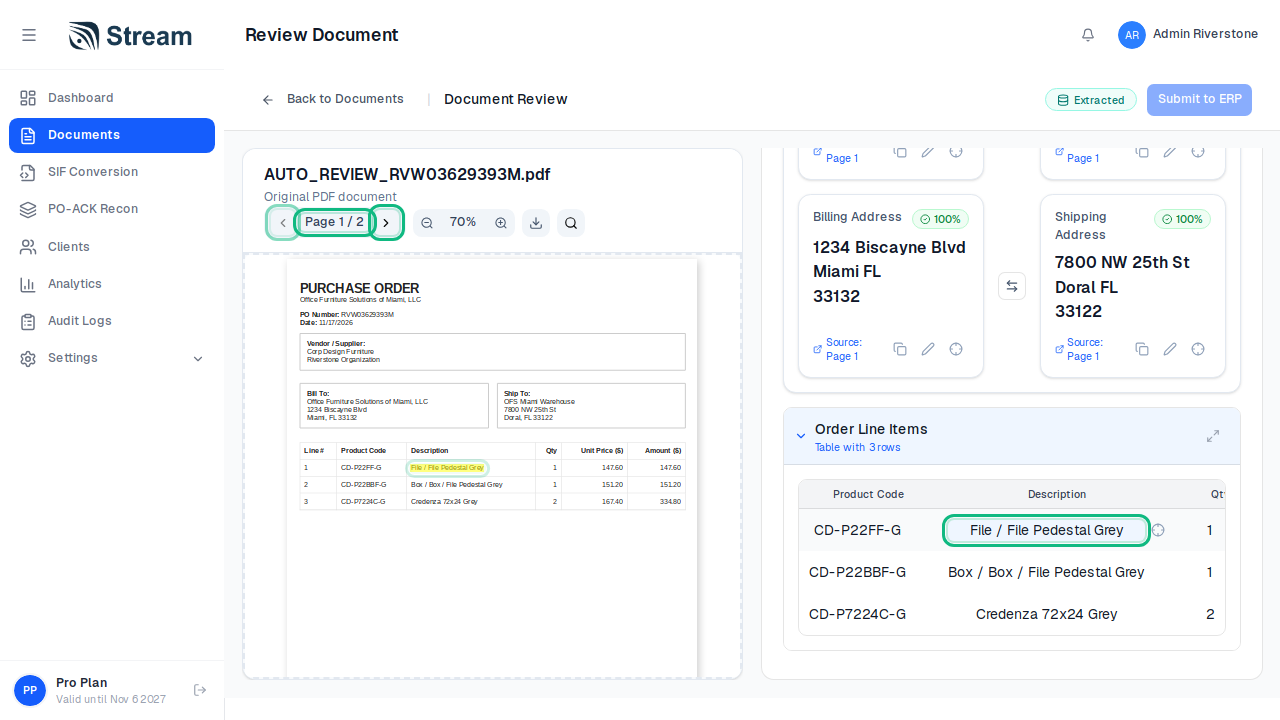 Stream
Review Document
AR
Admin Riverstone
Dashboard
Documents
SIF Conversion
PO-ACK Recon
Clients
Analytics
Audit Logs
Settings
PP
Pro Plan
Valid until Nov 6 2027
Back to Documents
Document Review
Extracted
Submit to ERP
AUTO_REVIEW_RVW03629393M.pdf
Original PDF document
Page 1 / 2
70%
PURCHASE ORDER
Office Furniture Solutions of Miami, LLC
PO Number: RVW03629393M
Date: 11/17/2026
Vendor / Supplier:
Corp Design Furniture
Riverstone Organization
Bill To:
Office Furniture Solutions of Miami, LLC
1234 Biscayne Blvd
Miami, FL 33132
Ship To:
OFS Miami Warehouse
7800 NW 25th St
Doral, FL 33122
Line # Product Code Description Qty Unit Price ($) Amount ($)
1 CD-P22FF-G File / File Pedestal Grey 1 147.60 147.60
2 CD-P22BBF-G Box / Box / File Pedestal Grey 1 151.20 151.20
3 CD-P7224C-G Credenza 72x24 Grey 2 167.40 334.80
Page 1
Page 1
Billing Address
100%
1234 Biscayne Blvd
Miami FL
33132
Source:
Page 1
Shipping
Address
100%
7800 NW 25th St
Doral FL
33122
Source:
Page 1
Order Line Items
Table with 3 rows
Product Code Description
CD-P22FF-G File / File Pedestal Grey 1
CD-P22BBF-G Box / Box / File Pedestal Grey 1
CD-P7224C-G Credenza 72x24 Grey 2